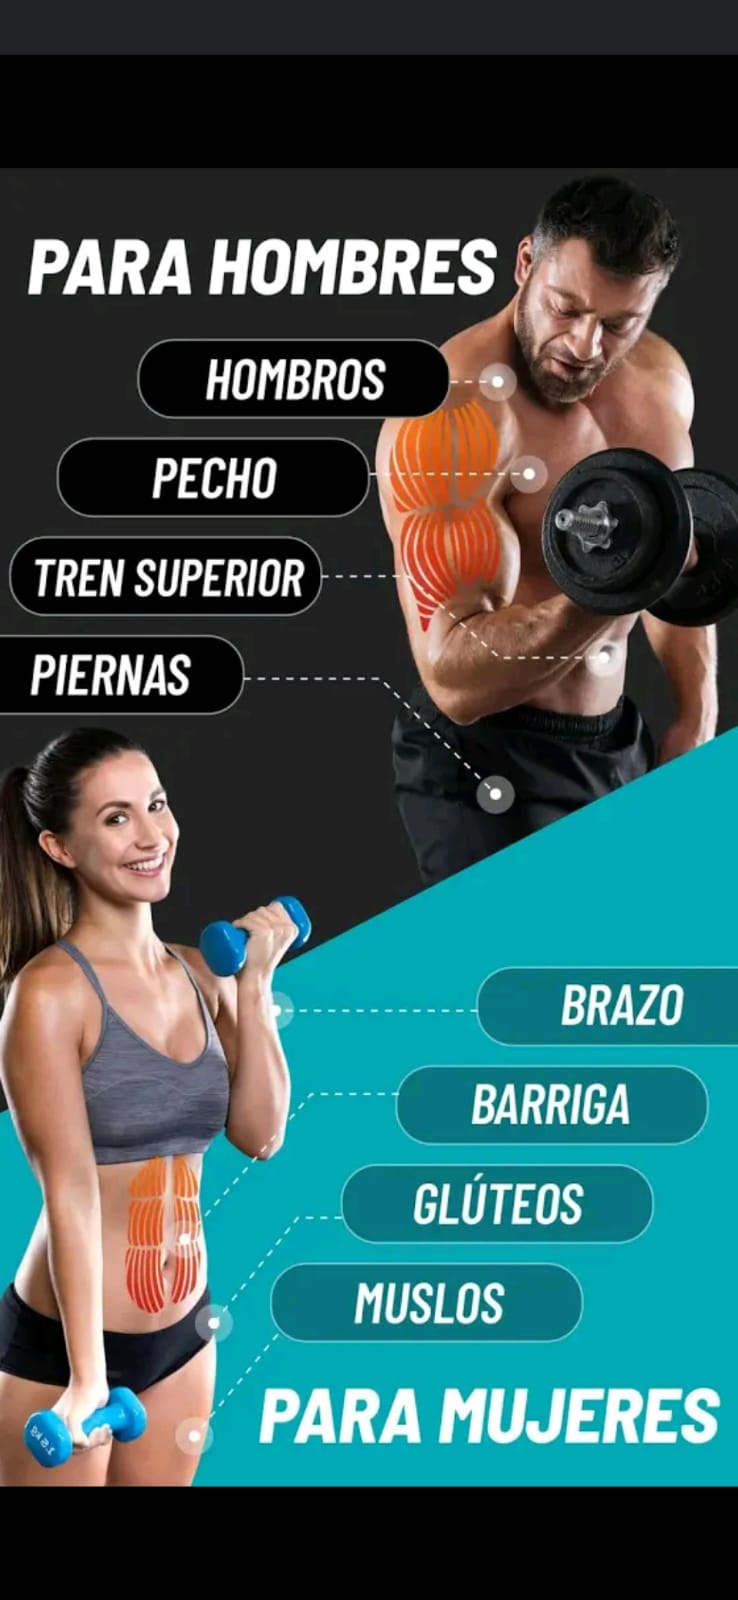 PARA HOMBRES
HOMBROS
PECHO
TREN SUPERIOR
PIERNAS
BRAZO
BARRIGA
GLÚTEOS
MUSLOS
PARA MUJERES